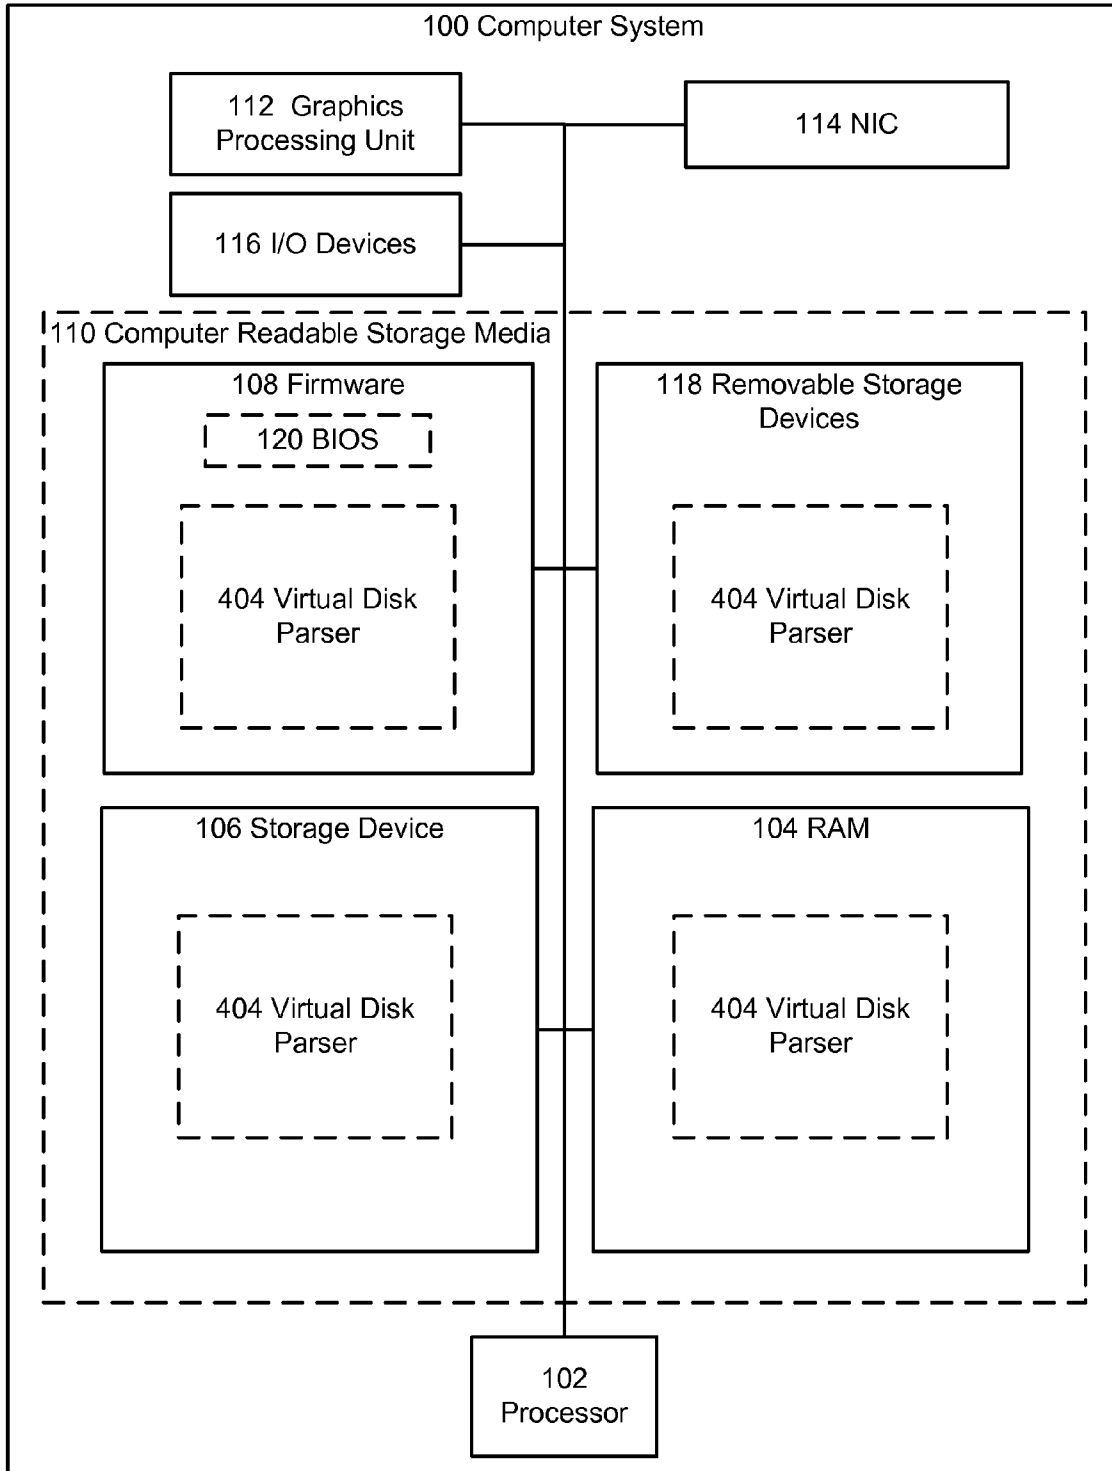 100 Computer System
112 Graphics
Processing Unit
114 NIC
116 I/O Devices
110 Computer Readable Storage Media
108 Firmware
120 BIOS
404 Virtual Disk
Parser
118 Removable Storage
Devices
404 Virtual Disk
Parser
106 Storage Device
404 Virtual Disk
Parser
104 RAM
404 Virtual Disk
Parser
102
Processor